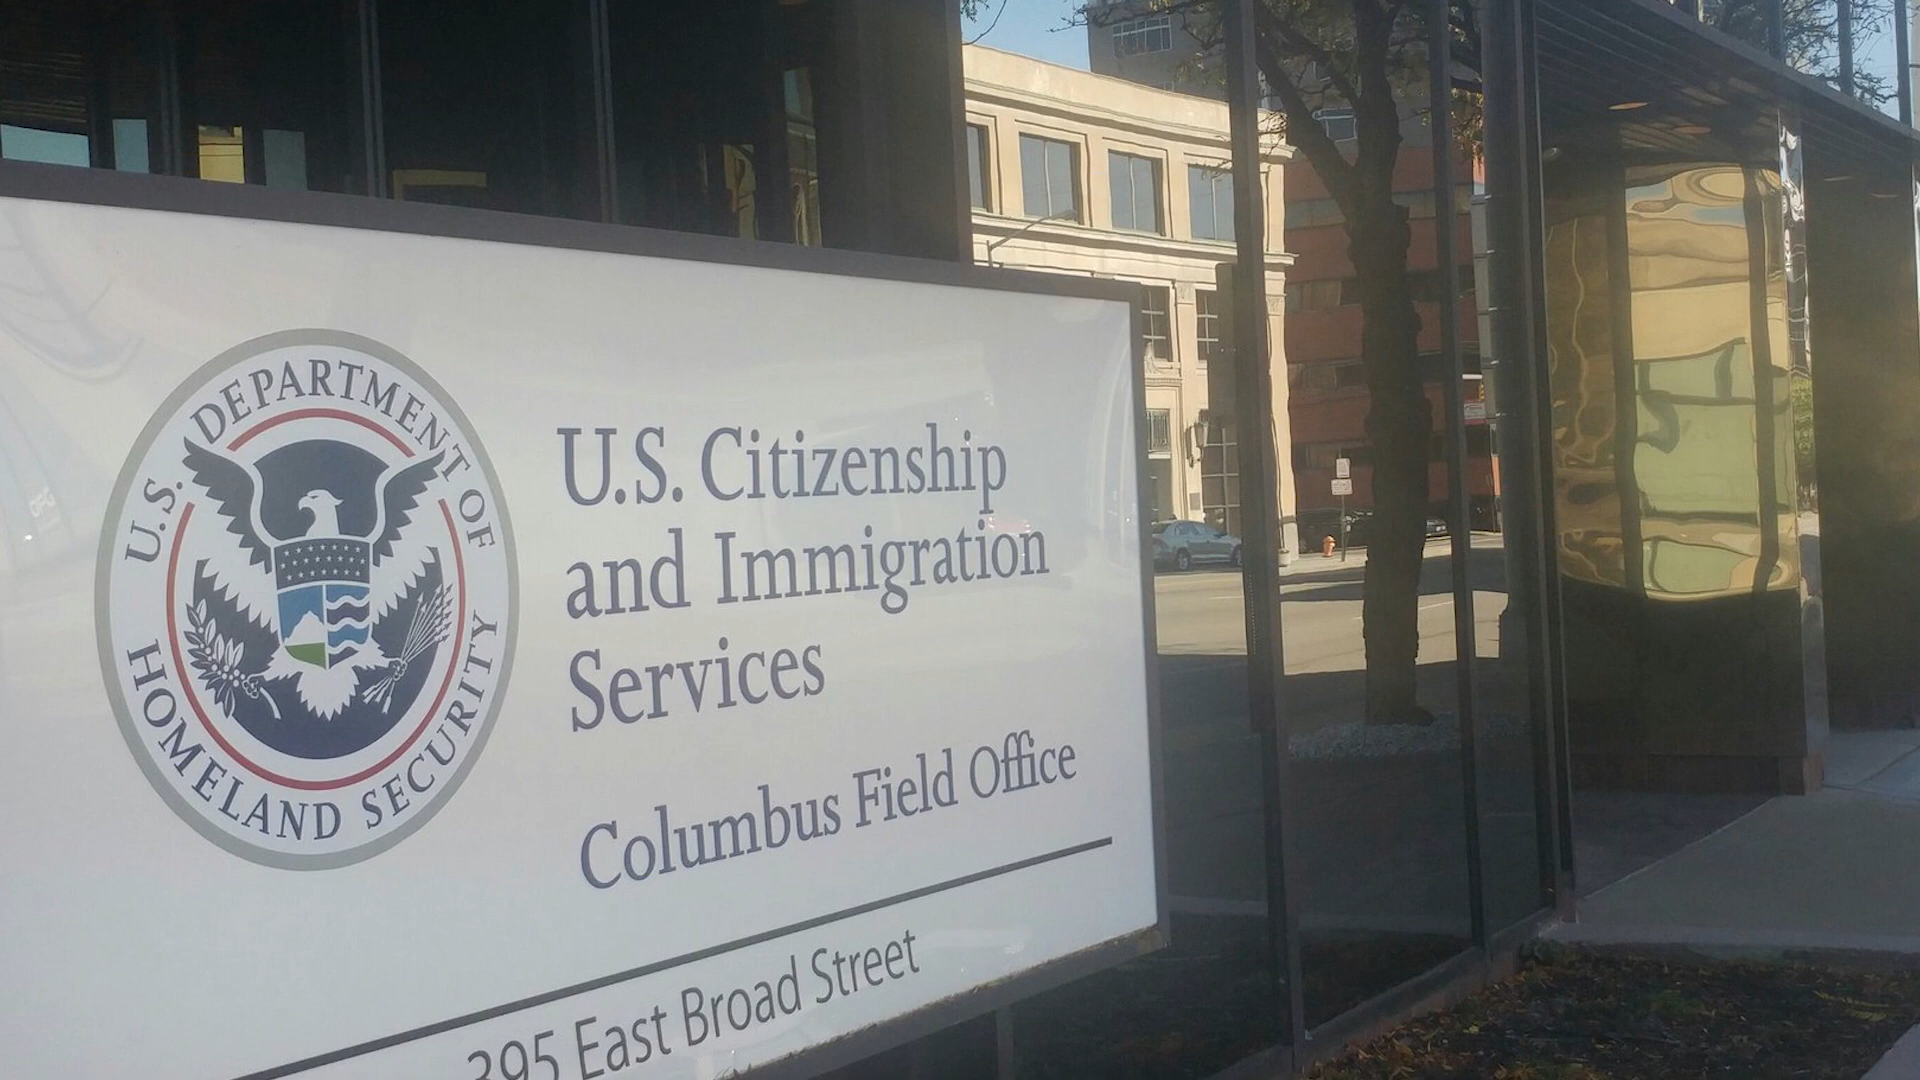 U.S. DEPARTMENT OF
HOMELAND SECURITY
U.S. Citizenship
and Immigration
Services
Columbus Field Office
395 East Broad Street